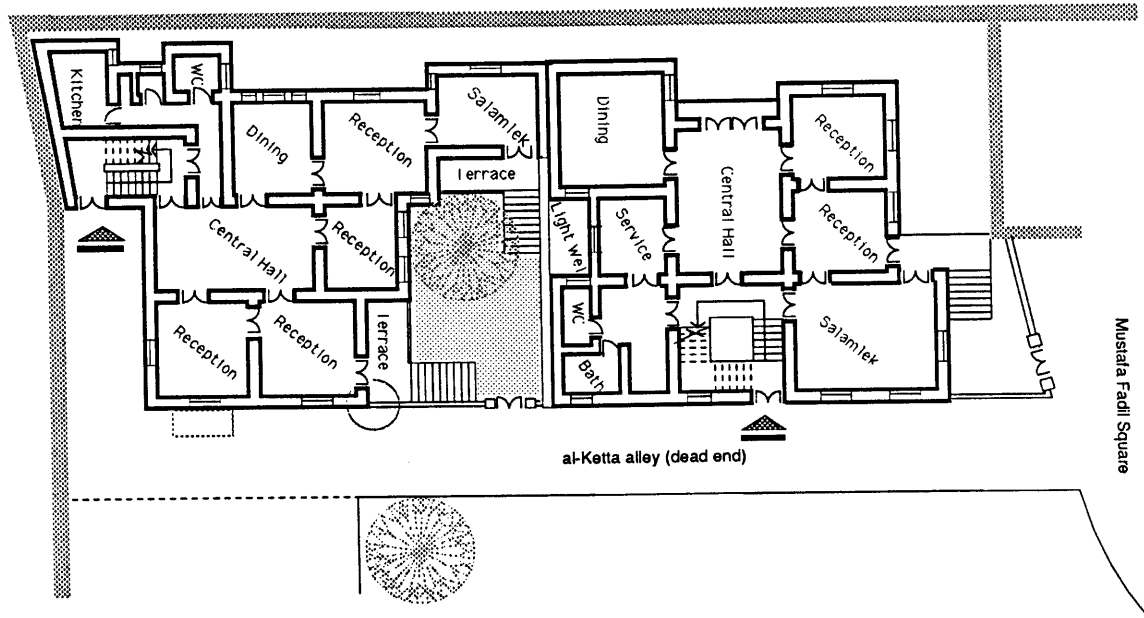 Kitchen
WC
Dining
Reception
Salamlek
Terrace
Central Hall
Reception
Reception
Reception
Terrace
Dining
Light Wel
Service
Central Hall
Reception
Reception
WC
Bath
Salamlek
al-Ketta alley (dead end)
Mustafa Fadil Square